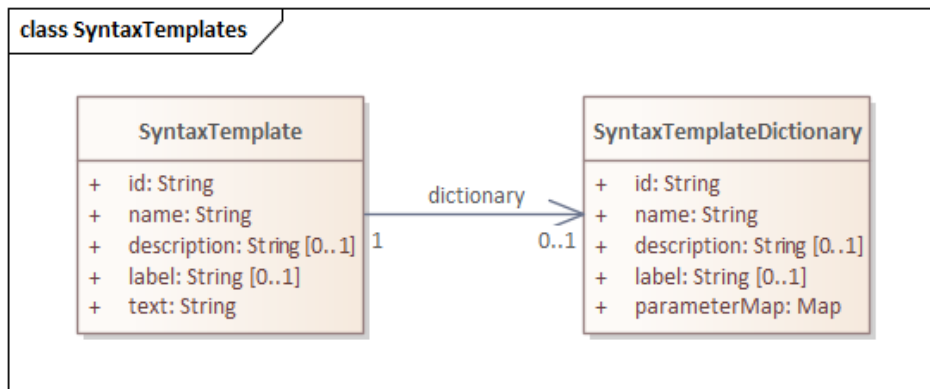 class SyntaxTemplates
SyntaxTemplate
+ id: String
+ name: String
+ description: String [0..1]
+ label: String [0..1]
+ text: String
dictionary
1
0..1
SyntaxTemplateDictionary
+ id: String
+ name: String
+ description: String [0..1]
+ label: String [0..1]
+ parameterMap: Map